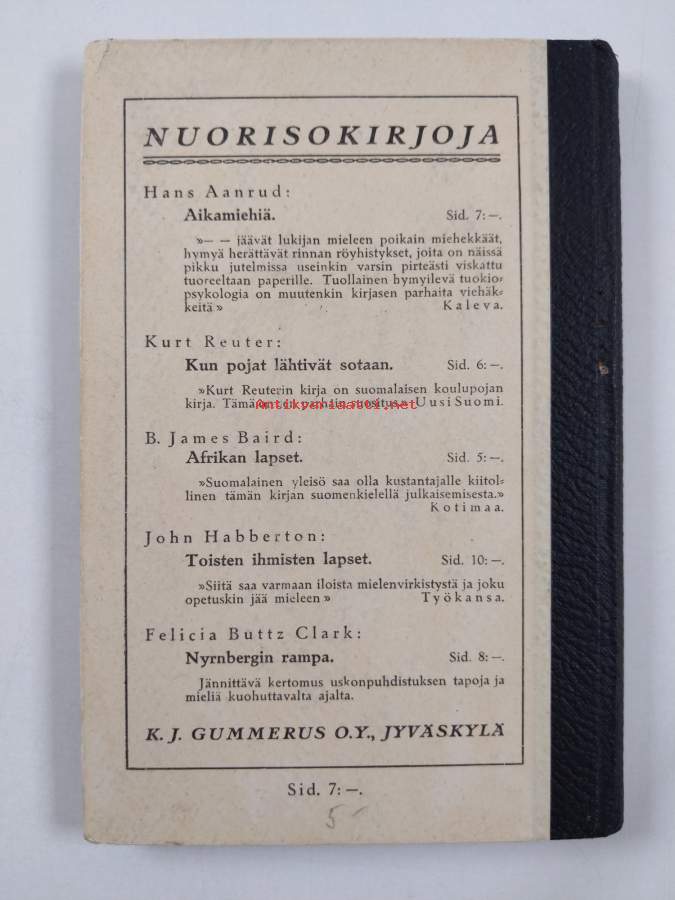 NUORISOKIRJOJA
Hans Aanrud:
Aikamiehiä. Sid. 7:—.
»— — jäävät lukijan mieleen poikain miehekkäät,
hymyä herättävät rinnan röyhistykset, joita on näissä
pikku jutelmissa useinkin varsin pirteästi viskattu
tuoreeltaan paperille. Tuollainen hymyilevä tuokio-
psykologia on muutenkin kirjasen parhaita viehäk-
keitä» Kaleva.
Kurt Reuter:
Kun pojat lähtivät sotaan. Sid. 6:—.
»Kurt Reuterin kirja on suomalaisen koulupojan
kirja. Uusi Suomi.
Antikvariaatti.net
B. James Baird:
Afrikan lapset. Sid. 5:—.
»Suomalainen yleisö saa olla kustantajalle kiitol-
linen tämän kirjan suomenkielellä julkaisemisesta.»
Kotimaa.
John Habberton:
Toisten ihmisten lapset. Sid. 10:—.
»Siitä saa varmaan iloista mielenvirkistystä ja joku
opetuskin jää mieleen» Työkansa.
Felicia Buttz Clark:
Nyrnbergin rampa. Sid. 8:—.
Jännittävä kertomus uskonpuhdistuksen tapoja ja
mieliä kuohuttavalta ajalta.
K. J. GUMMERUS O.Y., JYVÄSKYLÄ
Sid. 7:—.
5